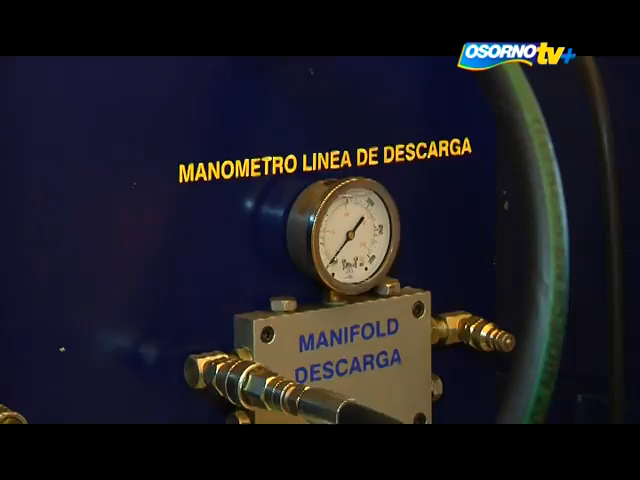 OSORNO tv+
MANOMETRO LINEA DE DESCARGA
MANIFOLD
DESCARGA